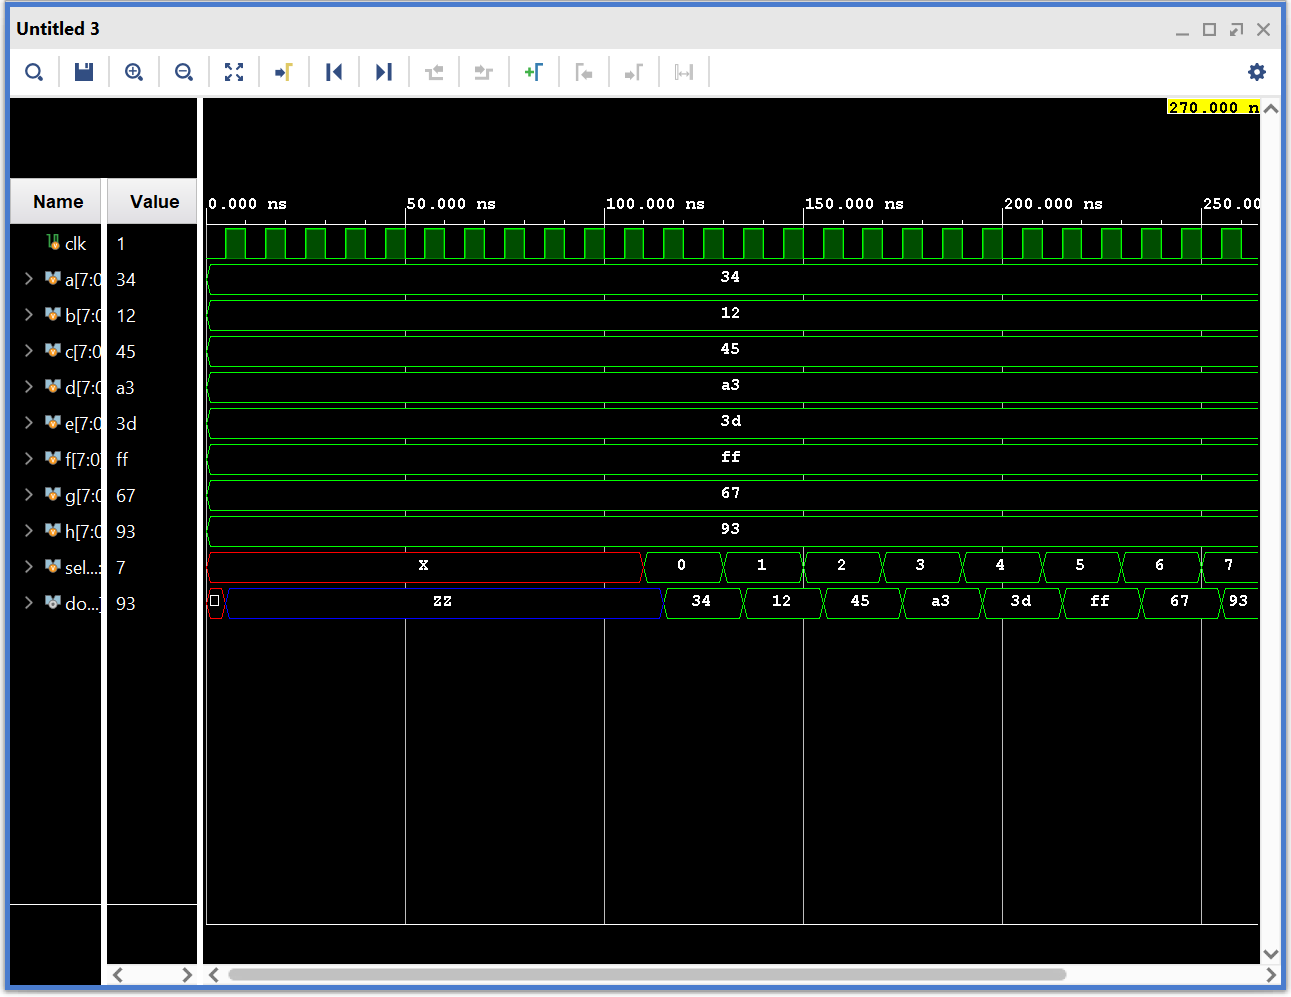 Untitled 3
270.000 n
Name Value
0.000 ns 50.000 ns 100.000 ns 150.000 ns 200.000 ns 250.00
clk 1
a[7:0 34 34
b[7:0 12 12
c[7:0 45 45
d[7:0 a3 a3
e[7:0 3d 3d
f[7:0] ff ff
g[7:0 67 67
h[7:0 93 93
sel...: 7 X 0 1 2 3 4 5 6 7
do...] 93 ZZ 34 12 45 a3 3d ff 67 93